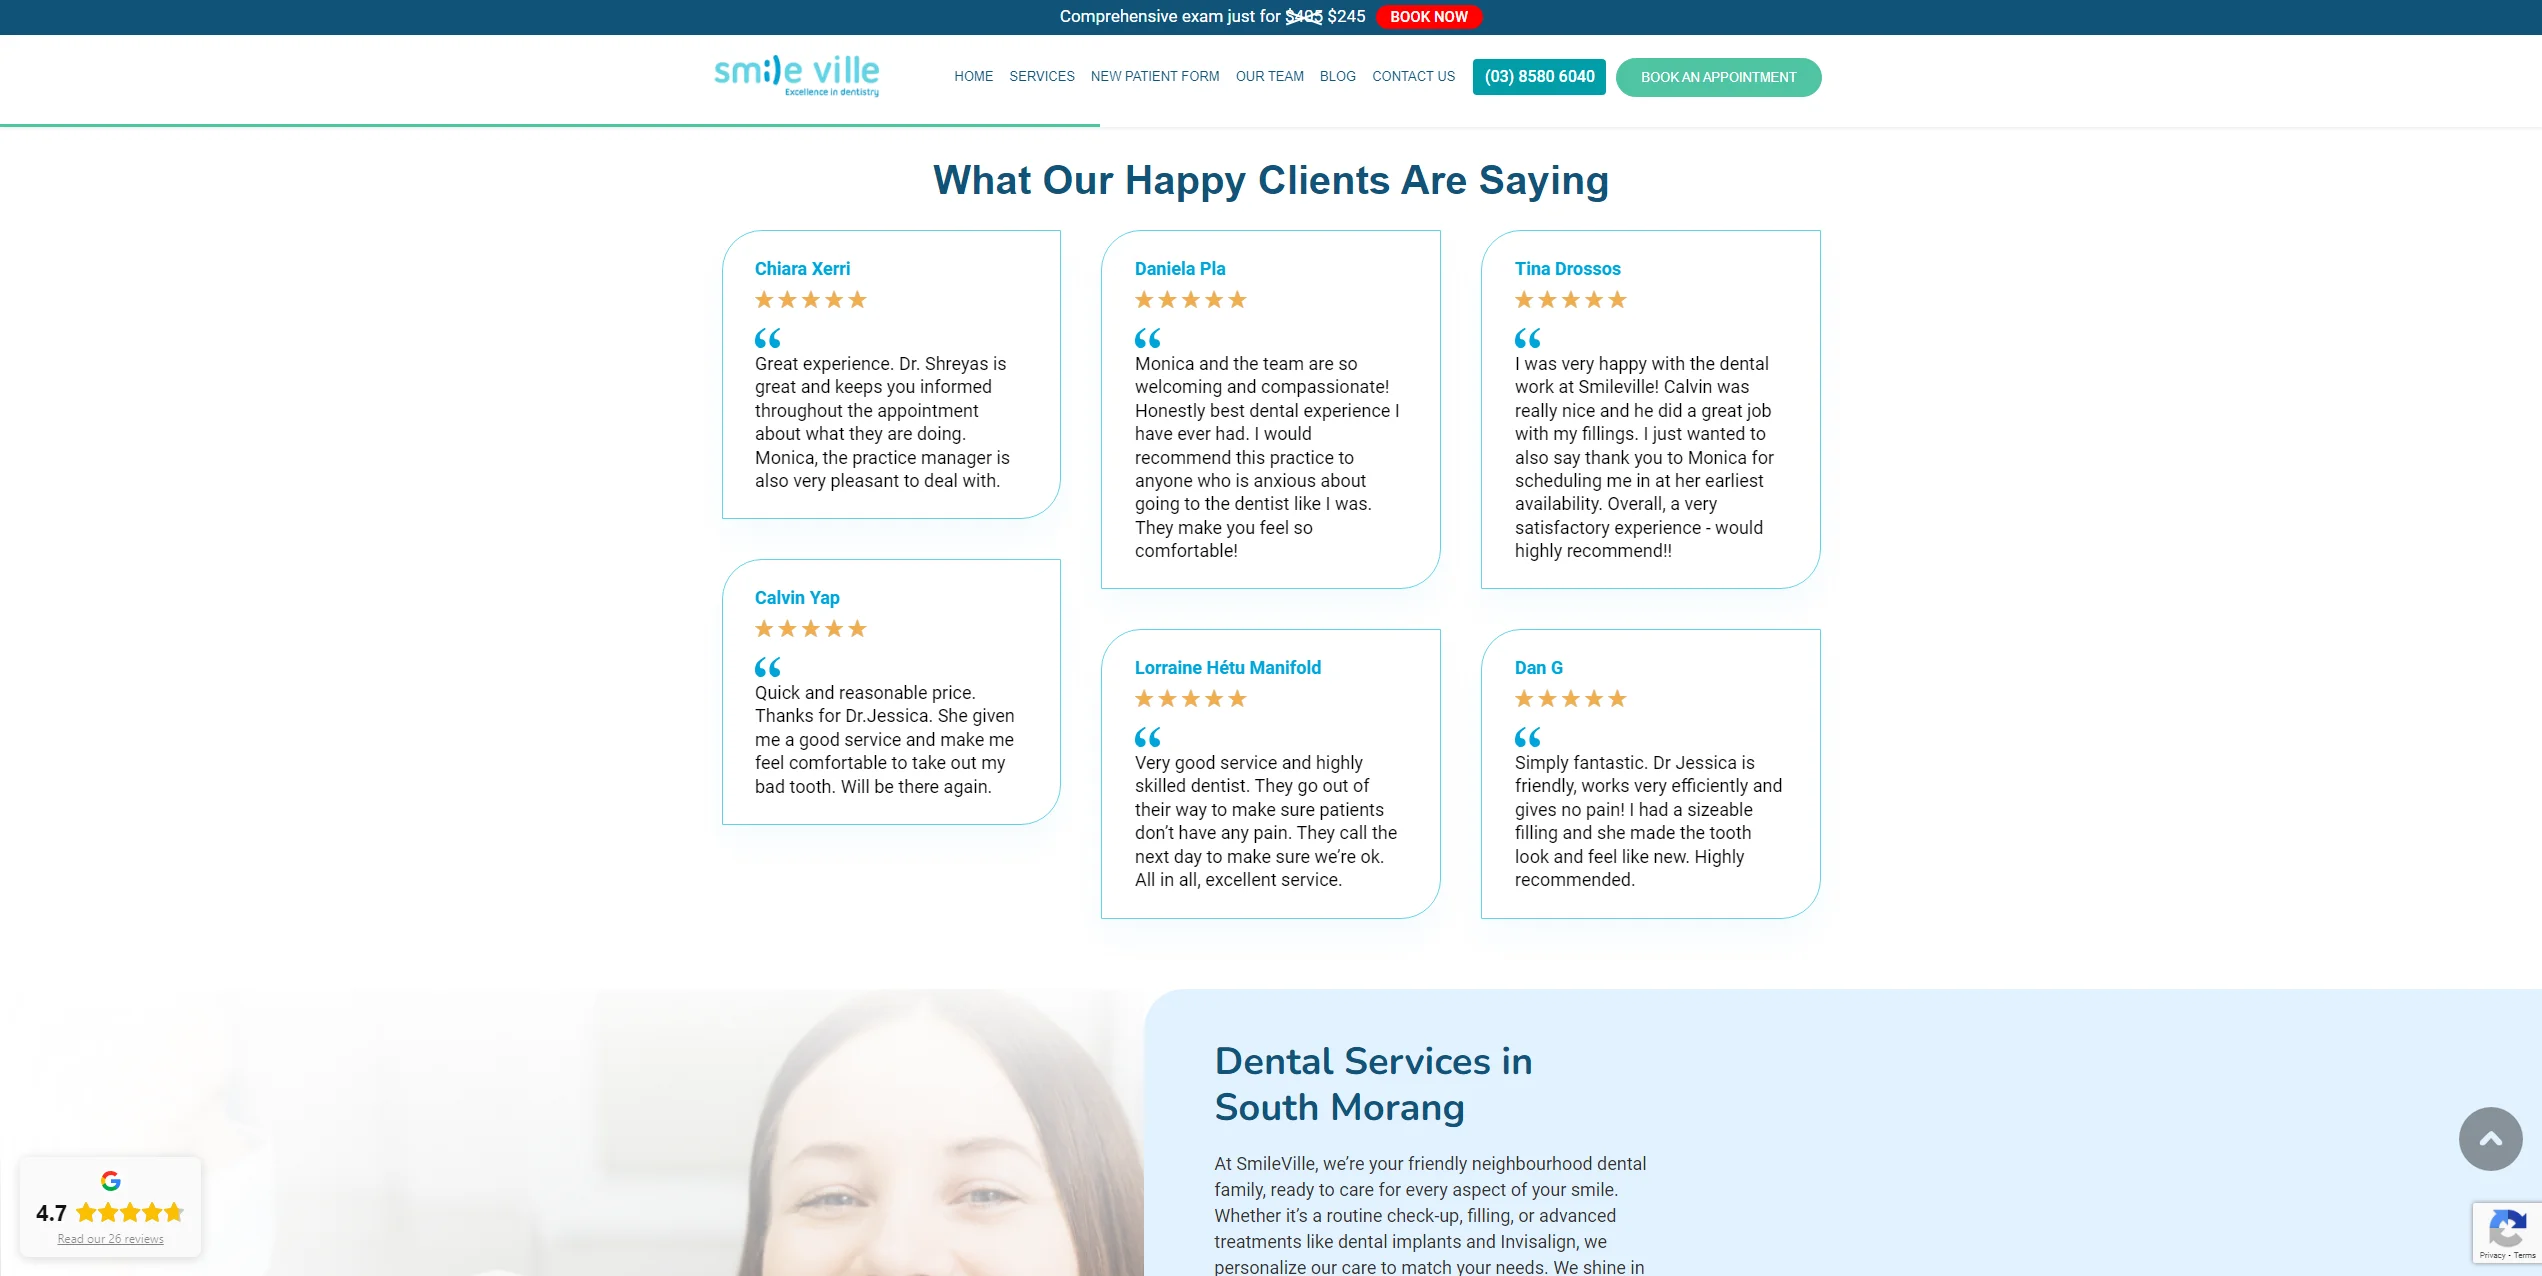 Comprehensive exam just for $495 $245 BOOK NOW
smile ville
Excellence in dentistry
HOME SERVICES NEW PATIENT FORM OUR TEAM BLOG CONTACT US (03) 8580 6040 BOOK AN APPOINTMENT
What Our Happy Clients Are Saying
Chiara Xerri
“
Great experience. Dr. Shreyas is
great and keeps you informed
throughout the appointment
about what they are doing.
Monica, the practice manager is
also very pleasant to deal with.
Calvin Yap
“
Quick and reasonable price.
Thanks for Dr.Jessica. She given
me a good service and make me
feel comfortable to take out my
bad tooth. Will be there again.
Daniela Pla
“
Monica and the team are so
welcoming and compassionate!
Honestly best dental experience I
have ever had. I would
recommend this practice to
anyone who is anxious about
going to the dentist like I was.
They make you feel so
comfortable!
Lorraine Hétu Manifold
“
Very good service and highly
skilled dentist. They go out of
their way to make sure patients
don’t have any pain. They call the
next day to make sure we’re ok.
All in all, excellent service.
Tina Drossos
“
I was very happy with the dental
work at Smileville! Calvin was
really nice and he did a great job
with my fillings. I just wanted to
also say thank you to Monica for
scheduling me in at her earliest
availability. Overall, a very
satisfactory experience - would
highly recommend!!
Dan G
“
Simply fantastic. Dr Jessica is
friendly, works very efficiently and
gives no pain! I had a sizeable
filling and she made the tooth
look and feel like new. Highly
recommended.
Dental Services in
South Morang
At SmileVille, we’re your friendly neighbourhood dental
family, ready to care for every aspect of your smile.
Whether it’s a routine check-up, filling, or advanced
treatments like dental implants and Invisalign, we
personalize our care to match your needs. We shine in
4.7
Read our 26 reviews
Privacy - Terms